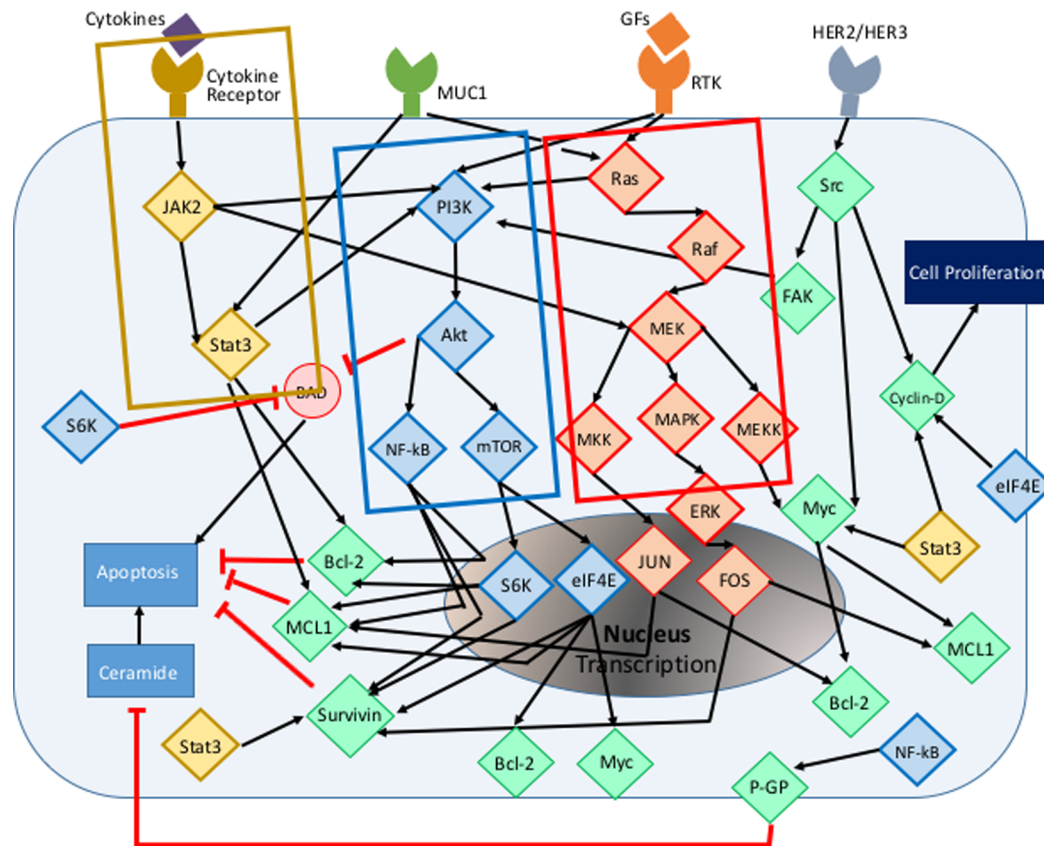 Cytokines
GFs
HER2/HER3
Cytokine
Receptor
MUC1
RTK
Ras
Src
JAK2
PI3K
Raf
Cell Proliferation
FAK
MEK
Akt
Stat3
BAD
Cyclin-D
S6K
MAPK
MEKK
MKK
NF-kB
mTOR
eIF4E
ERK
Myc
Stat3
Bcl-2
JUN
Apoptosis
S6K
eIF4E
FOS
MCL1
Nucleus
Transcription
MCL1
Ceramide
Bcl-2
Survivin
Stat3
NF-kB
Bcl-2
Myc
P-GP